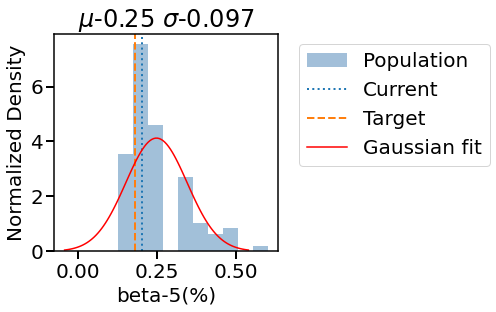 μ-0.25 σ-0.097
Normalized Density
6
4
2
0
0.00 0.25 0.50
beta-5(%)
Population
Current
Target
Gaussian fit